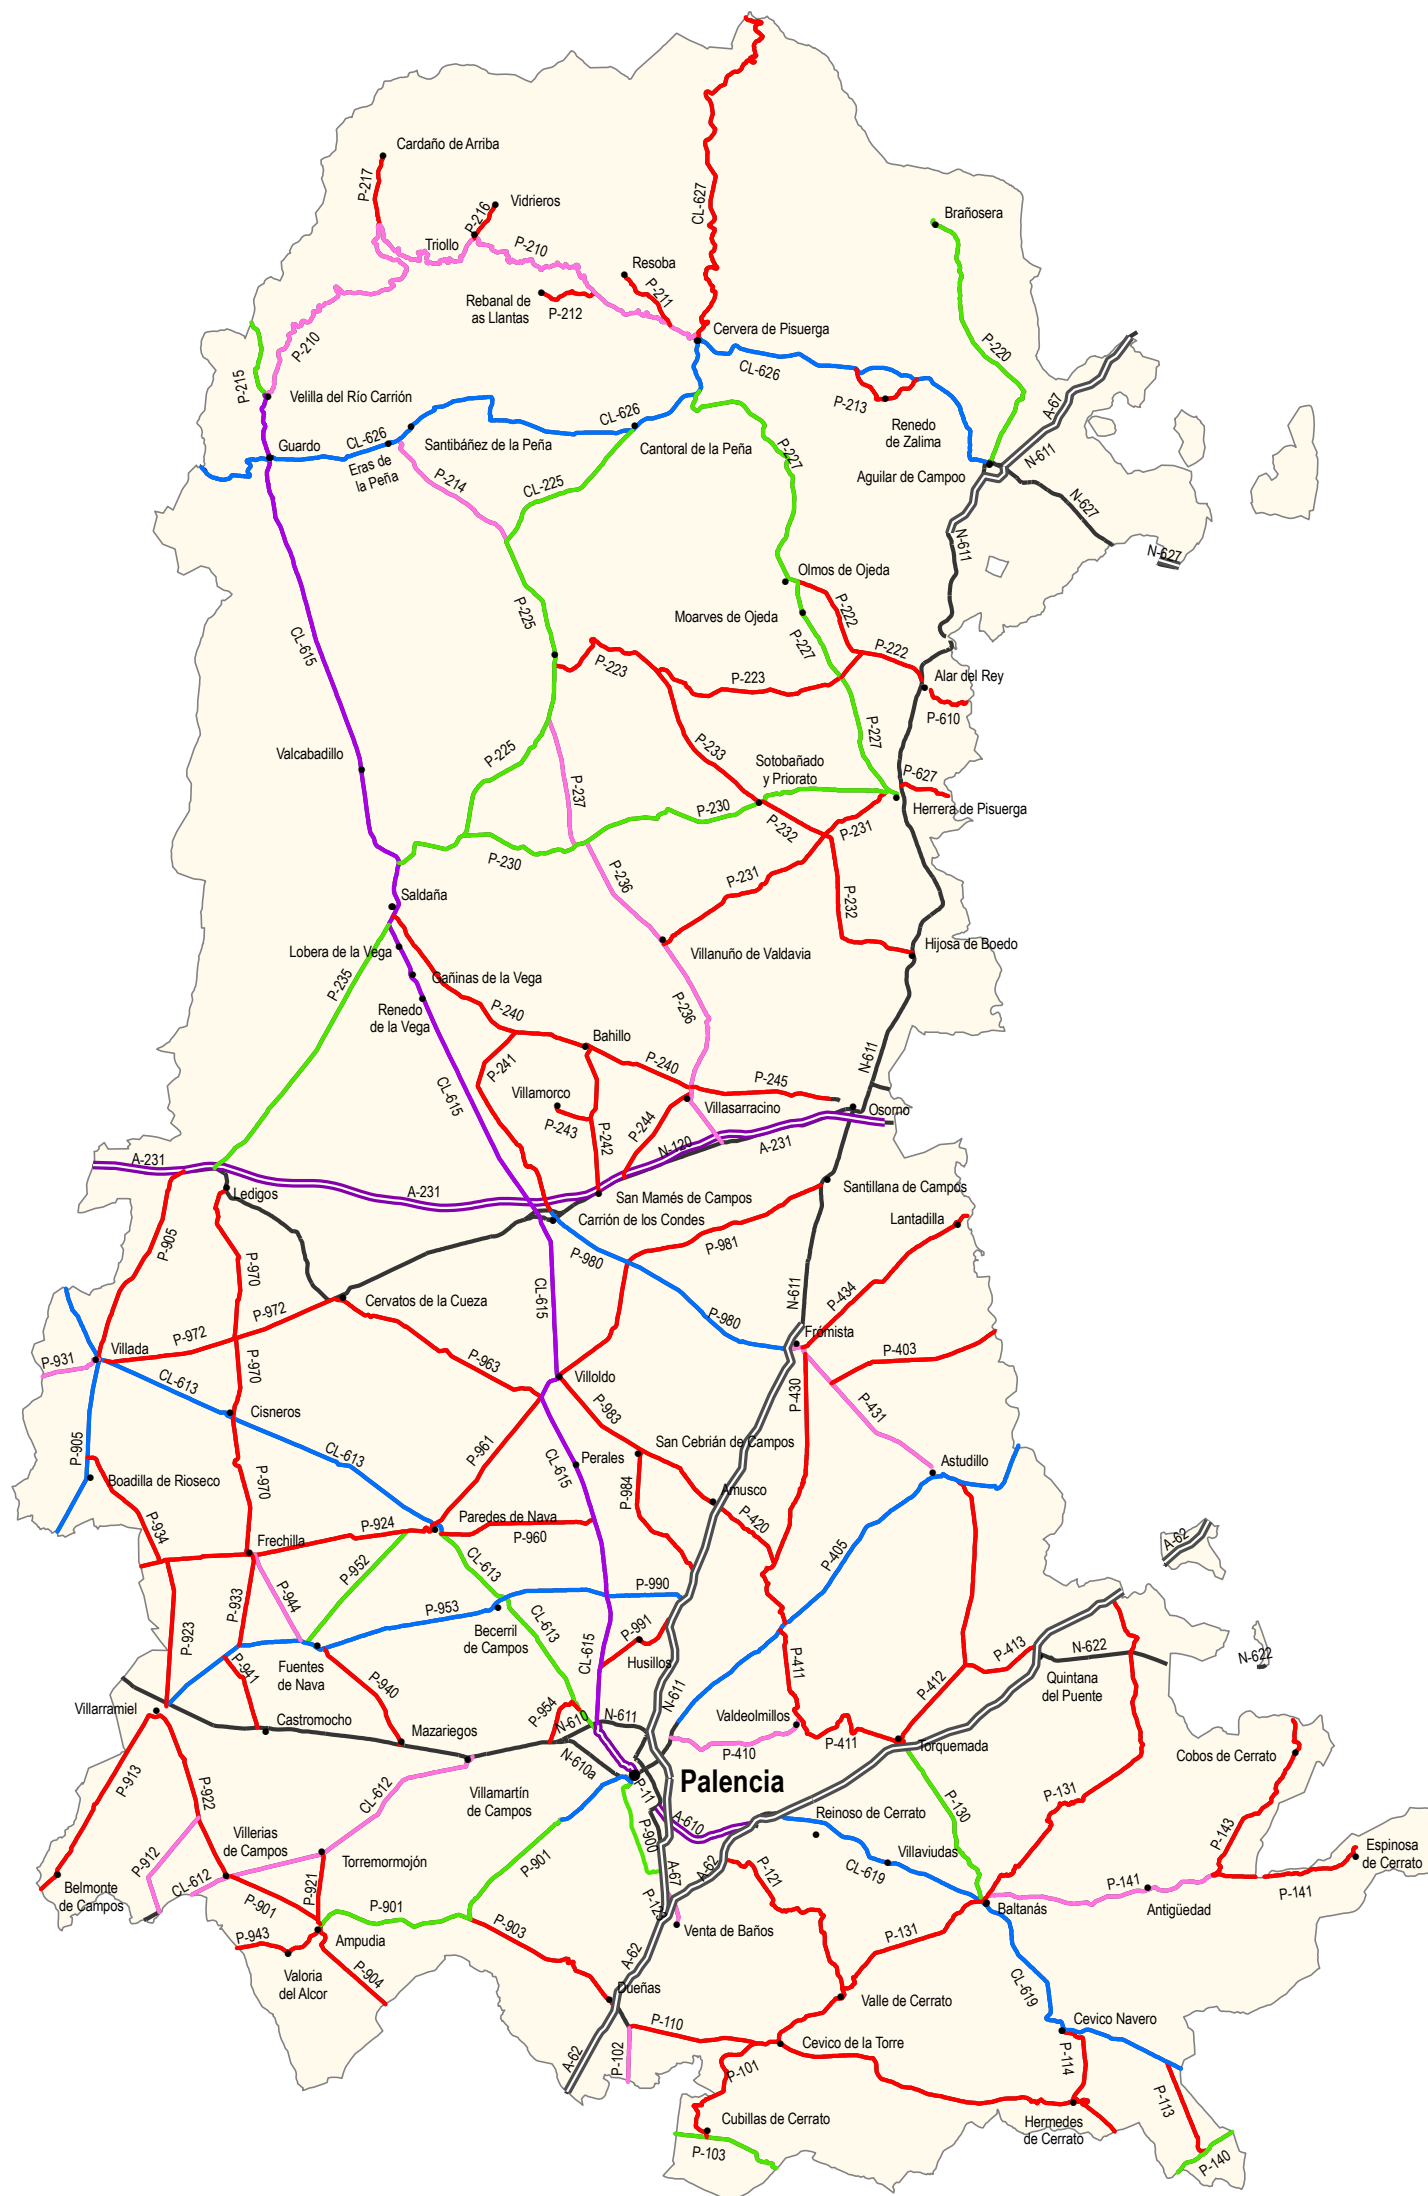 Cardaño de Arriba
P-217
Vidrieros
P-216
Triollo
P-210
CL-627
Brañosera
Resoba
P-211
Rebanal de
as Llantas
P-212
P-210
Cervera de Pisuerga
P-220
CL-626
A-67
P-215
Velilla del Río Carrión
P-213
Renedo
de Zalima
CL-626
CL-626
Santibáñez de la Peña
Guardo
Cantoral de la Peña
Eras de
la Peña
P-214
CL-225
P-227
Aguilar de Campoo
N-611
N-627
N-611
N-627
Olmos de Ojeda
P-222
Moarves de Ojeda
P-225
P-227
CL-615
P-223
P-222
P-223
Alar del Rey
P-610
P-227
P-233
P-225
Valcabadillo
Sotobañado
y Priorato
P-627
P-237
P-230
Herrera de Pisuerga
P-232
P-231
P-230
P-236
P-231
Saldaña
P-232
Lobera de la Vega
Villanuño de Valdavia
Hijosa de Boedo
P-235
Gañinas de la Vega
Renedo
de la Vega
P-240
P-236
Bahillo
P-241
P-240
N-611
P-245
CL-615
Villamorco
Villasarracino
Osorno
P-243
P-242
P-244
N-120
A-231
A-231
A-231
Ledigos
San Mamés de Campos
Santillana de Campos
Carrión de los Condes
Lantadilla
P-905
P-980
P-981
P-970
CL-615
N-611
P-434
Cervatos de la Cueza
P-972
P-972
P-980
Frómista
Villada
P-931
P-963
P-403
P-970
CL-613
Villoldo
P-430
Cisneros
P-983
P-431
P-961
San Cebrián de Campos
P-905
CL-613
CL-615
Perales
Boadilla de Rioseco
P-970
P-984
Astudillo
Amusco
Paredes de Nava
P-924
P-960
P-420
P-934
Frechilla
A-62
P-952
P-405
CL-613
P-944
P-990
P-933
P-953
P-923
Becerril
de Campos
CL-613
P-991
CL-615
Husillos
P-411
P-413
N-622
N-622
Fuentes
de Nava
P-941
P-940
P-412
Quintana
del Puente
Villarramiel
P-954
N-610
N-611
N-611
Valdeolmillos
Castromocho
Mazariegos
N-610a
P-410
P-411
Torquemada
Cobos de Cerrato
P-913
Palencia
P-11
Villamartín
de Campos
CL-612
P-922
A-610
Reinoso de Cerrato
P-130
P-131
P-900
Villerias
de Campos
P-143
Torremormojón
P-901
Villaviudas
Espinosa
de Cerrato
P-912
CL-612
P-921
A-62
A-67
P-121
CL-619
P-141
P-141
Belmonte
de Campos
P-901
P-901
P-903
Baltanás
Antigüedad
Venta de Baños
P-943
Ampudia
A-62
P-131
Valoria
del Alcor
P-904
CL-619
Dueñas
Valle de Cerrato
P-110
Cevico Navero
P-102
A-62
Cevico de la Torre
P-101
P-114
P-113
Cubillas de Cerrato
Hermedes
de Cerrato
P-103
P-140